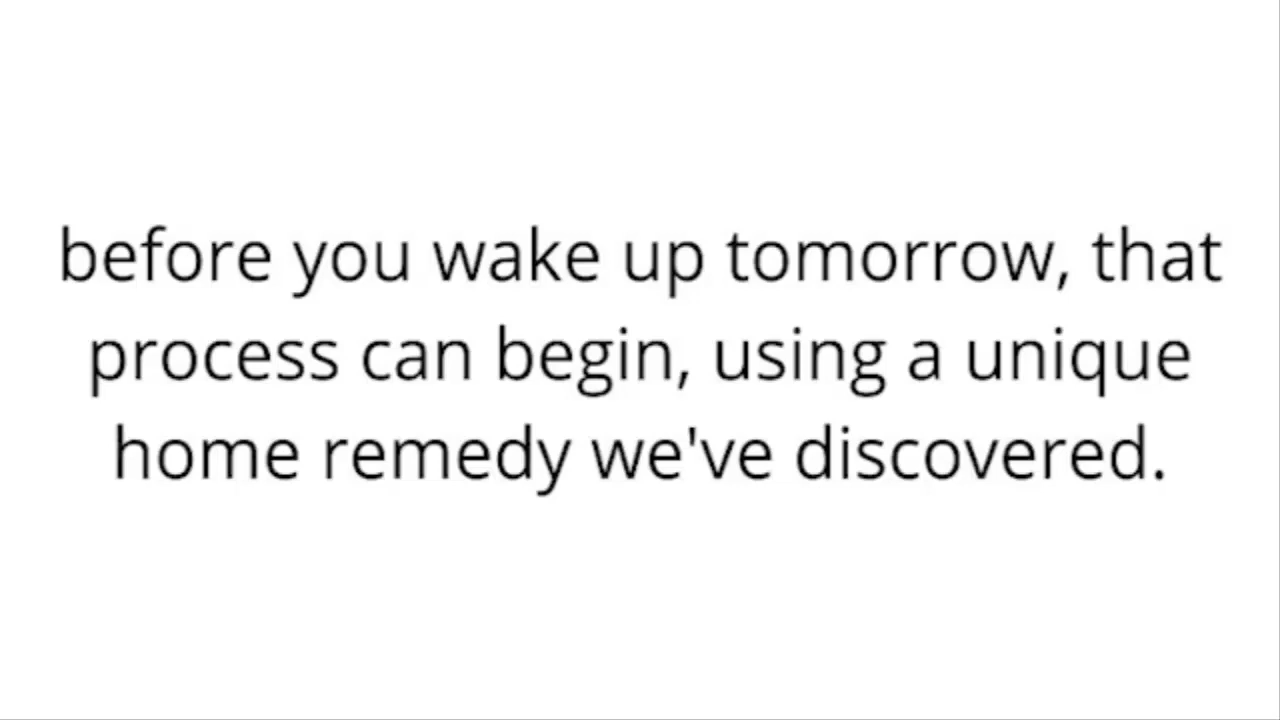 before you wake up tomorrow, that
process can begin, using a unique
home remedy we've discovered.